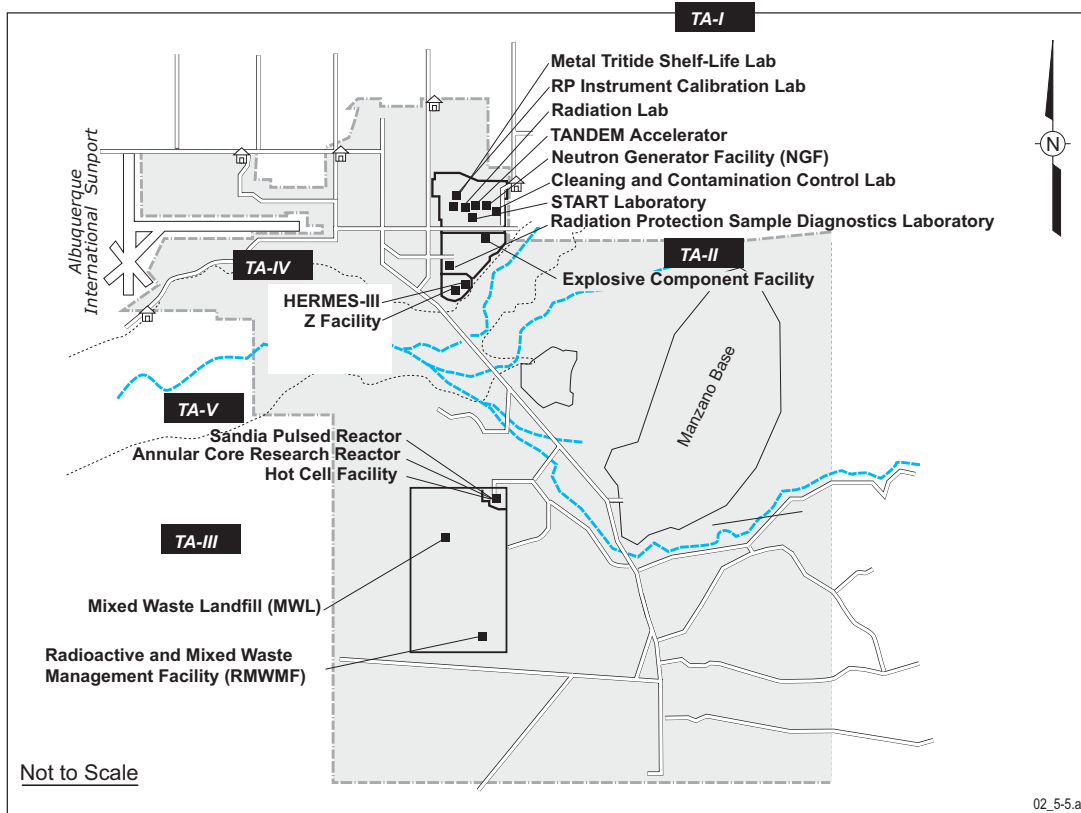 TA-I
Metal Tritide Shelf-Life Lab
RP Instrument Calibration Lab
Radiation Lab
TANDEM Accelerator
Neutron Generator Facility (NGF)
Cleaning and Contamination Control Lab
START Laboratory
Radiation Protection Sample Diagnostics Laboratory
N
Albuquerque
International Sunport
TA-II
TA-IV
Explosive Component Facility
HERMES-III
Z Facility
Manzano Base
TA-V
Sandia Pulsed Reactor
Annular Core Research Reactor
Hot Cell Facility
TA-III
Mixed Waste Landfill (MWL)
Radioactive and Mixed Waste
Management Facility (RMWMF)
Not to Scale
02_5-5.a